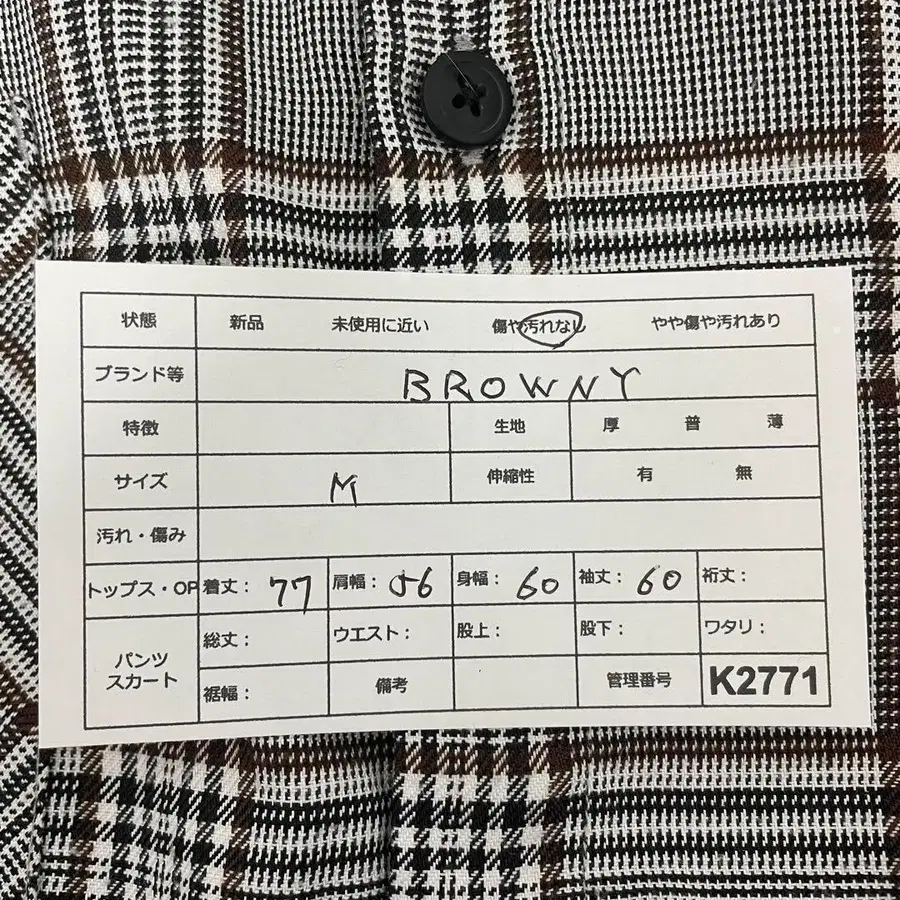 状態 新品 未使用に近い 傷や汚れなし やや傷や汚れあり
ブランド等 BROWNY
特徴 生地 厚 普 薄
サイズ M 伸縮性 有 無
汚れ・傷み
トップス・OP 着丈： 77 肩幅： 56 身幅： 60 袖丈： 60 裄丈：
パンツ スカート 総丈： ウエスト： 股上： 股下： ワタリ：
裾幅： 備考 管理番号 K2771